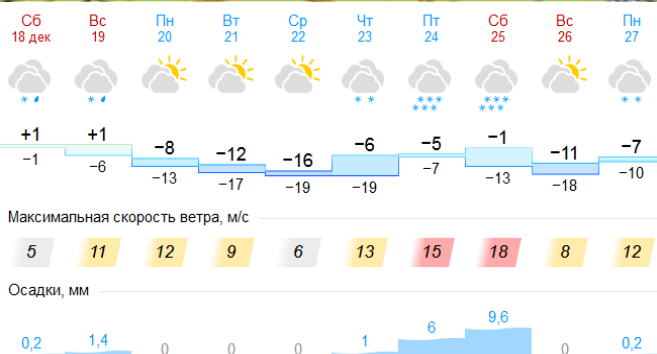 Сб Вс Пн Вт Ср Чт Пт Сб Вс Пн
18 дек 19 20 21 22 23 24 25 26 27
+1 +1 −8 −12 −16 −6 −5 −1 −11 −7
−1 −6 −13 −17 −19 −19 −7 −13 −18 −10
Максимальная скорость ветра, м/с
5 11 12 9 6 13 15 18 8 12
Осадки, мм
0,2 1,4 0 0 0 1 6 9,6 0 0,2